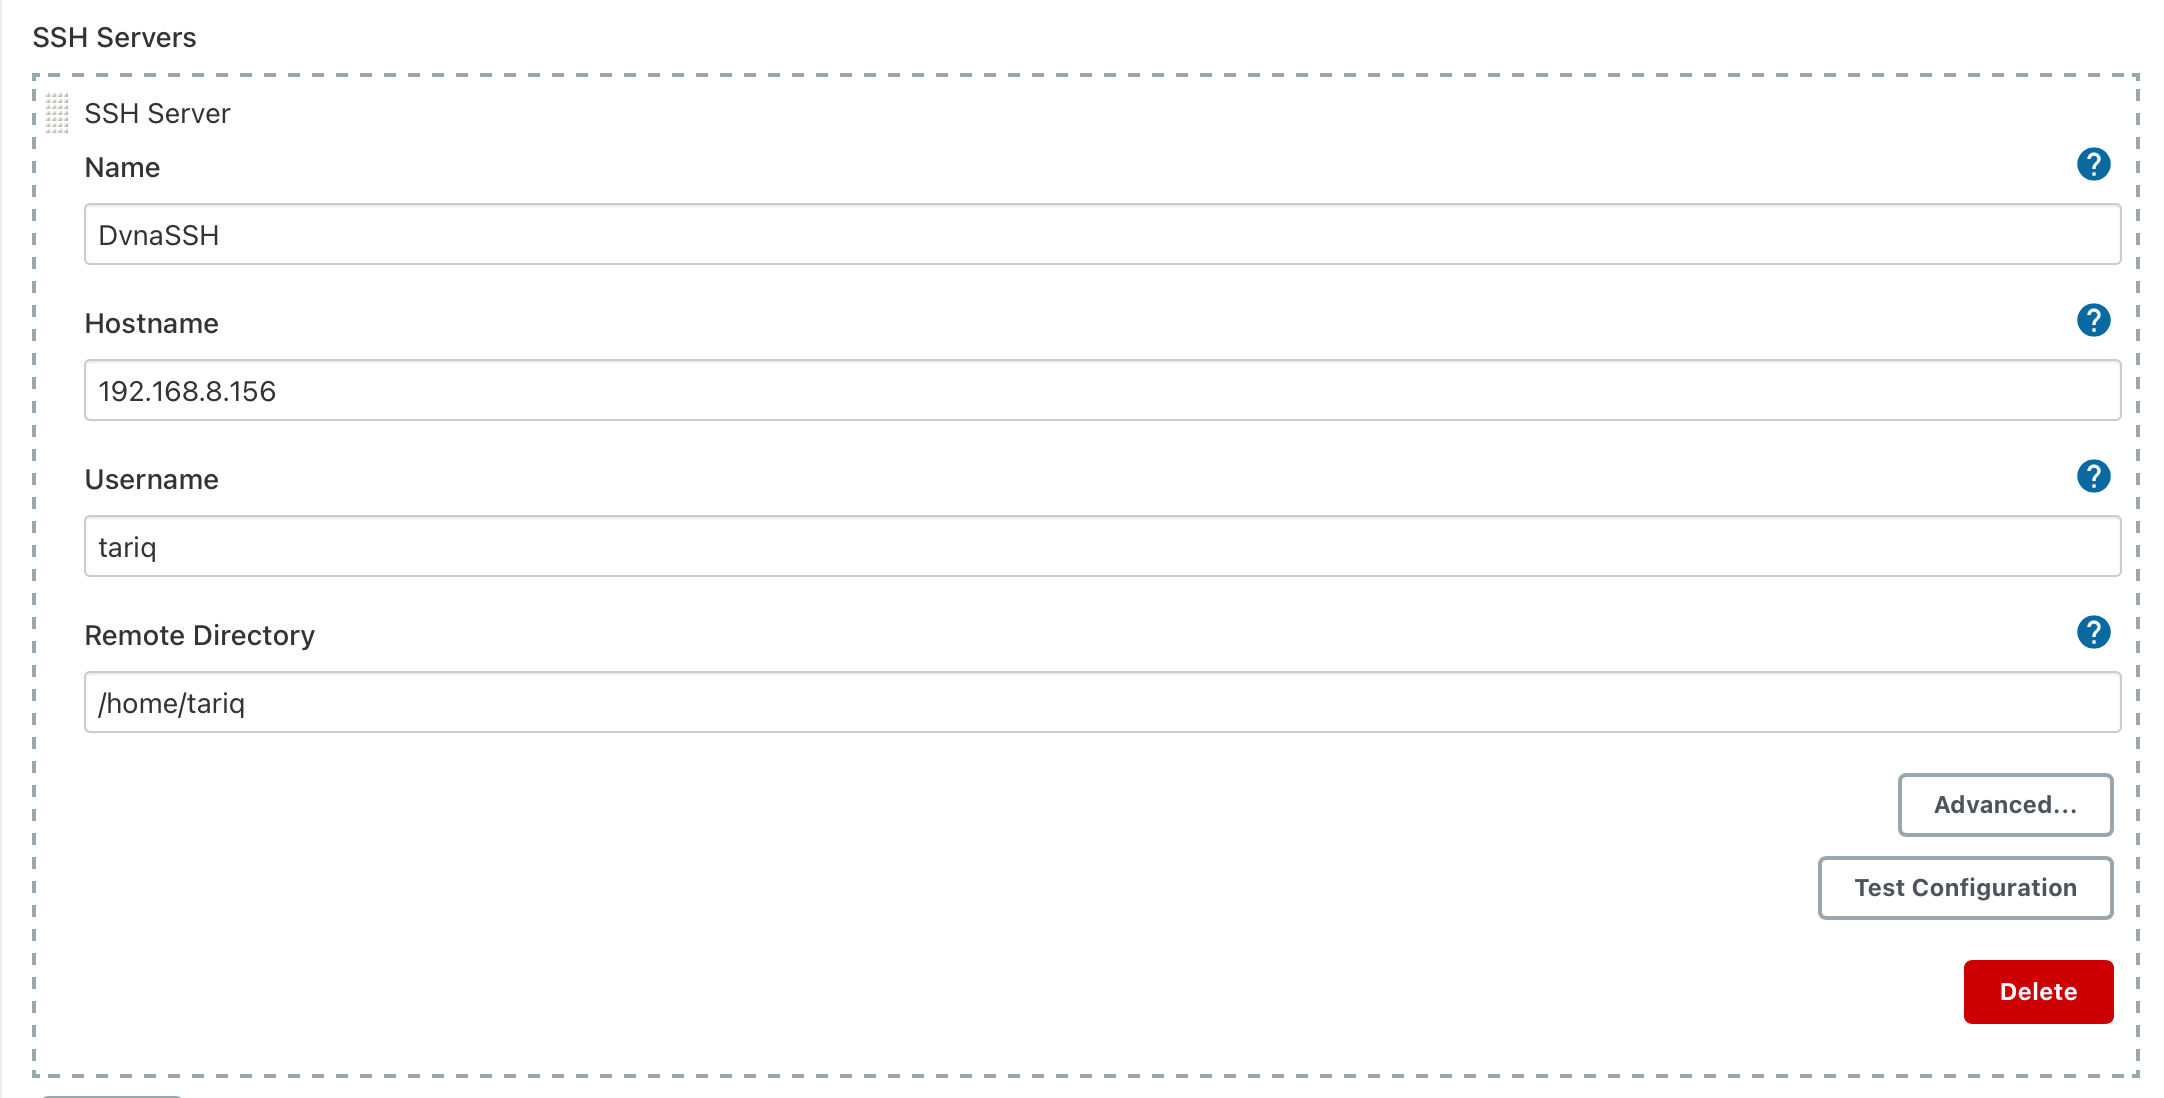 SSH Servers
SSH Server
Name
?
DvnaSSH
Hostname
?
192.168.8.156
Username
?
tariq
Remote Directory
?
/home/tariq
Advanced...
Test Configuration
Delete